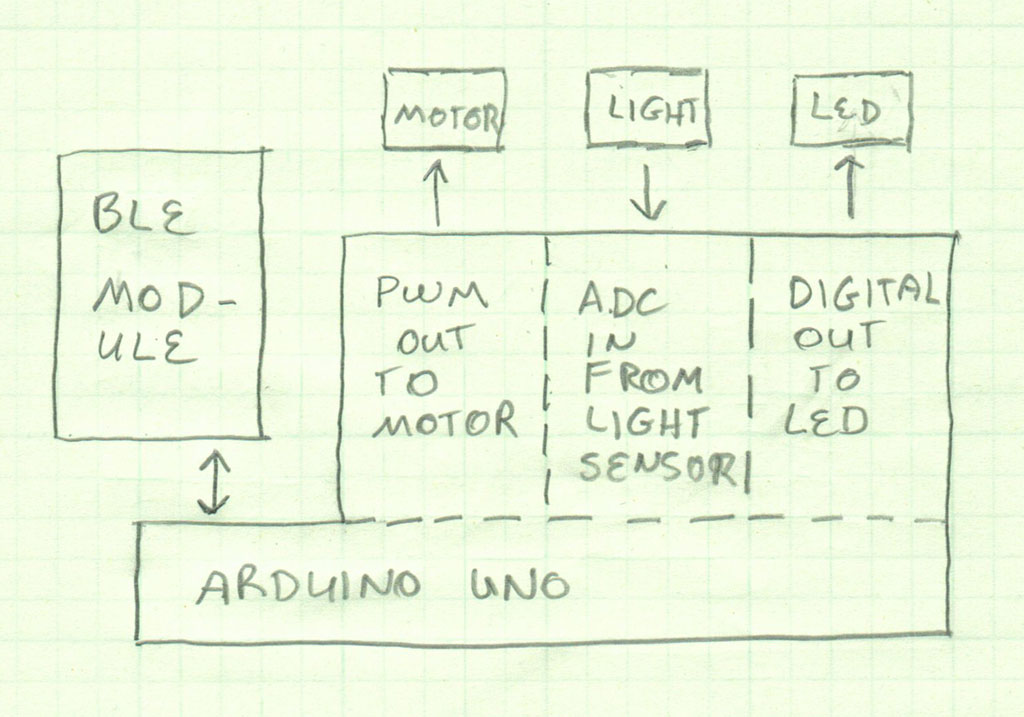 MOTOR
LIGHT
LED
BLE
MOD-
ULE
PWM
OUT
TO
MOTOR
ADC
IN
FROM
LIGHT
SENSOR
DIGITAL
OUT
TO
LED
ARDUINO UNO